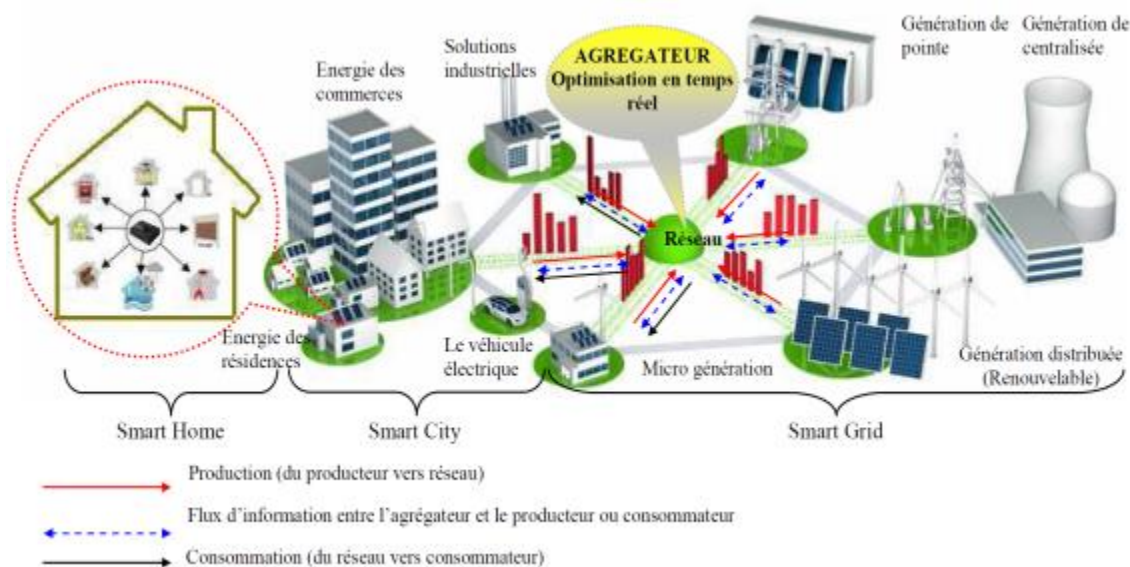 Energie des
commerces
Solutions
industrielles
AGREGATEUR
Optimisation en temps
réel
Génération de
pointe
Génération de
centralisée
Réseau
Energie des
résidences
Le véhicule
électrique
Micro génération
Génération distribuée
(Renouvelable)
Smart Home
Smart City
Smart Grid
Production (du producteur vers réseau)
Flux d'information entre l'agrégateur et le producteur ou consommateur
Consommation (du réseau vers consommateur)